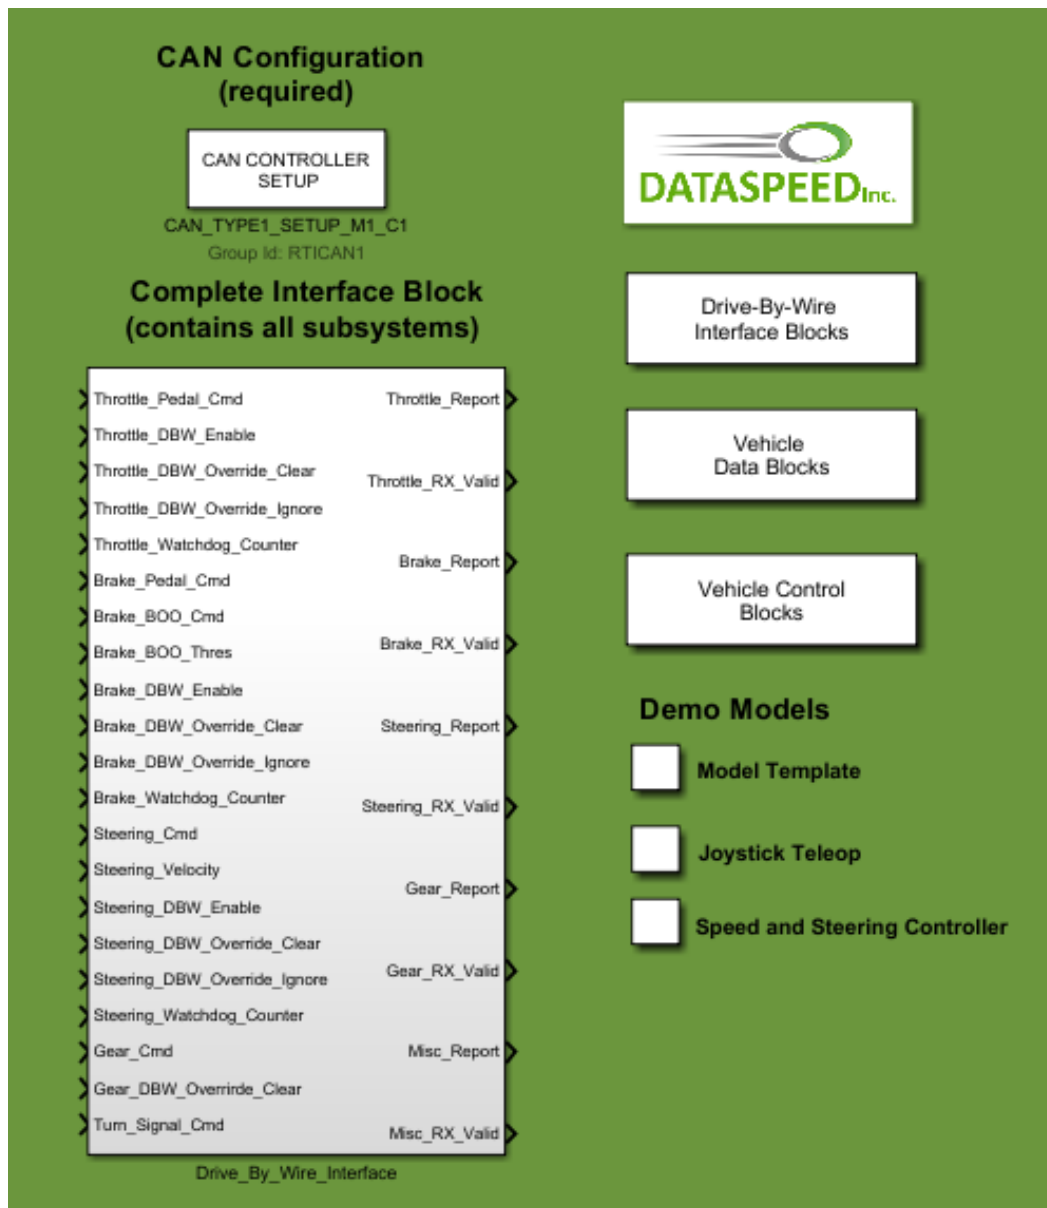 CAN Configuration
(required)
CAN CONTROLLER
SETUP
CAN_TYPE1_SETUP_M1_C1
Group Id: RTICAN1
Complete Interface Block
(contains all subsystems)
Throttle_Pedal_Cmd
Throttle_DBW_Enable
Throttle_DBW_Override_Clear
Throttle_DBW_Override_Ignore
Throttle_Watchdog_Counter
Brake_Pedal_Cmd
Brake_BOO_Cmd
Brake_BOO_Thres
Brake_DBW_Enable
Brake_DBW_Override_Clear
Brake_DBW_Override_Ignore
Brake_Watchdog_Counter
Steering_Cmd
Steering_Velocity
Steering_DBW_Enable
Steering_DBW_Override_Clear
Steering_DBW_Override_Ignore
Steering_Watchdog_Counter
Gear_Cmd
Gear_DBW_Overrirde_Clear
Turn_Signal_Cmd
Throttle_Report
Throttle_RX_Valid
Brake_Report
Brake_RX_Valid
Steering_Report
Steering_RX_Valid
Gear_Report
Gear_RX_Valid
Misc_Report
Misc_RX_Valid
Drive_By_Wire_Interface
DATASPEED Inc.
Drive-By-Wire
Interface Blocks
Vehicle
Data Blocks
Vehicle Control
Blocks
Demo Models
Model Template
Joystick Teleop
Speed and Steering Controller